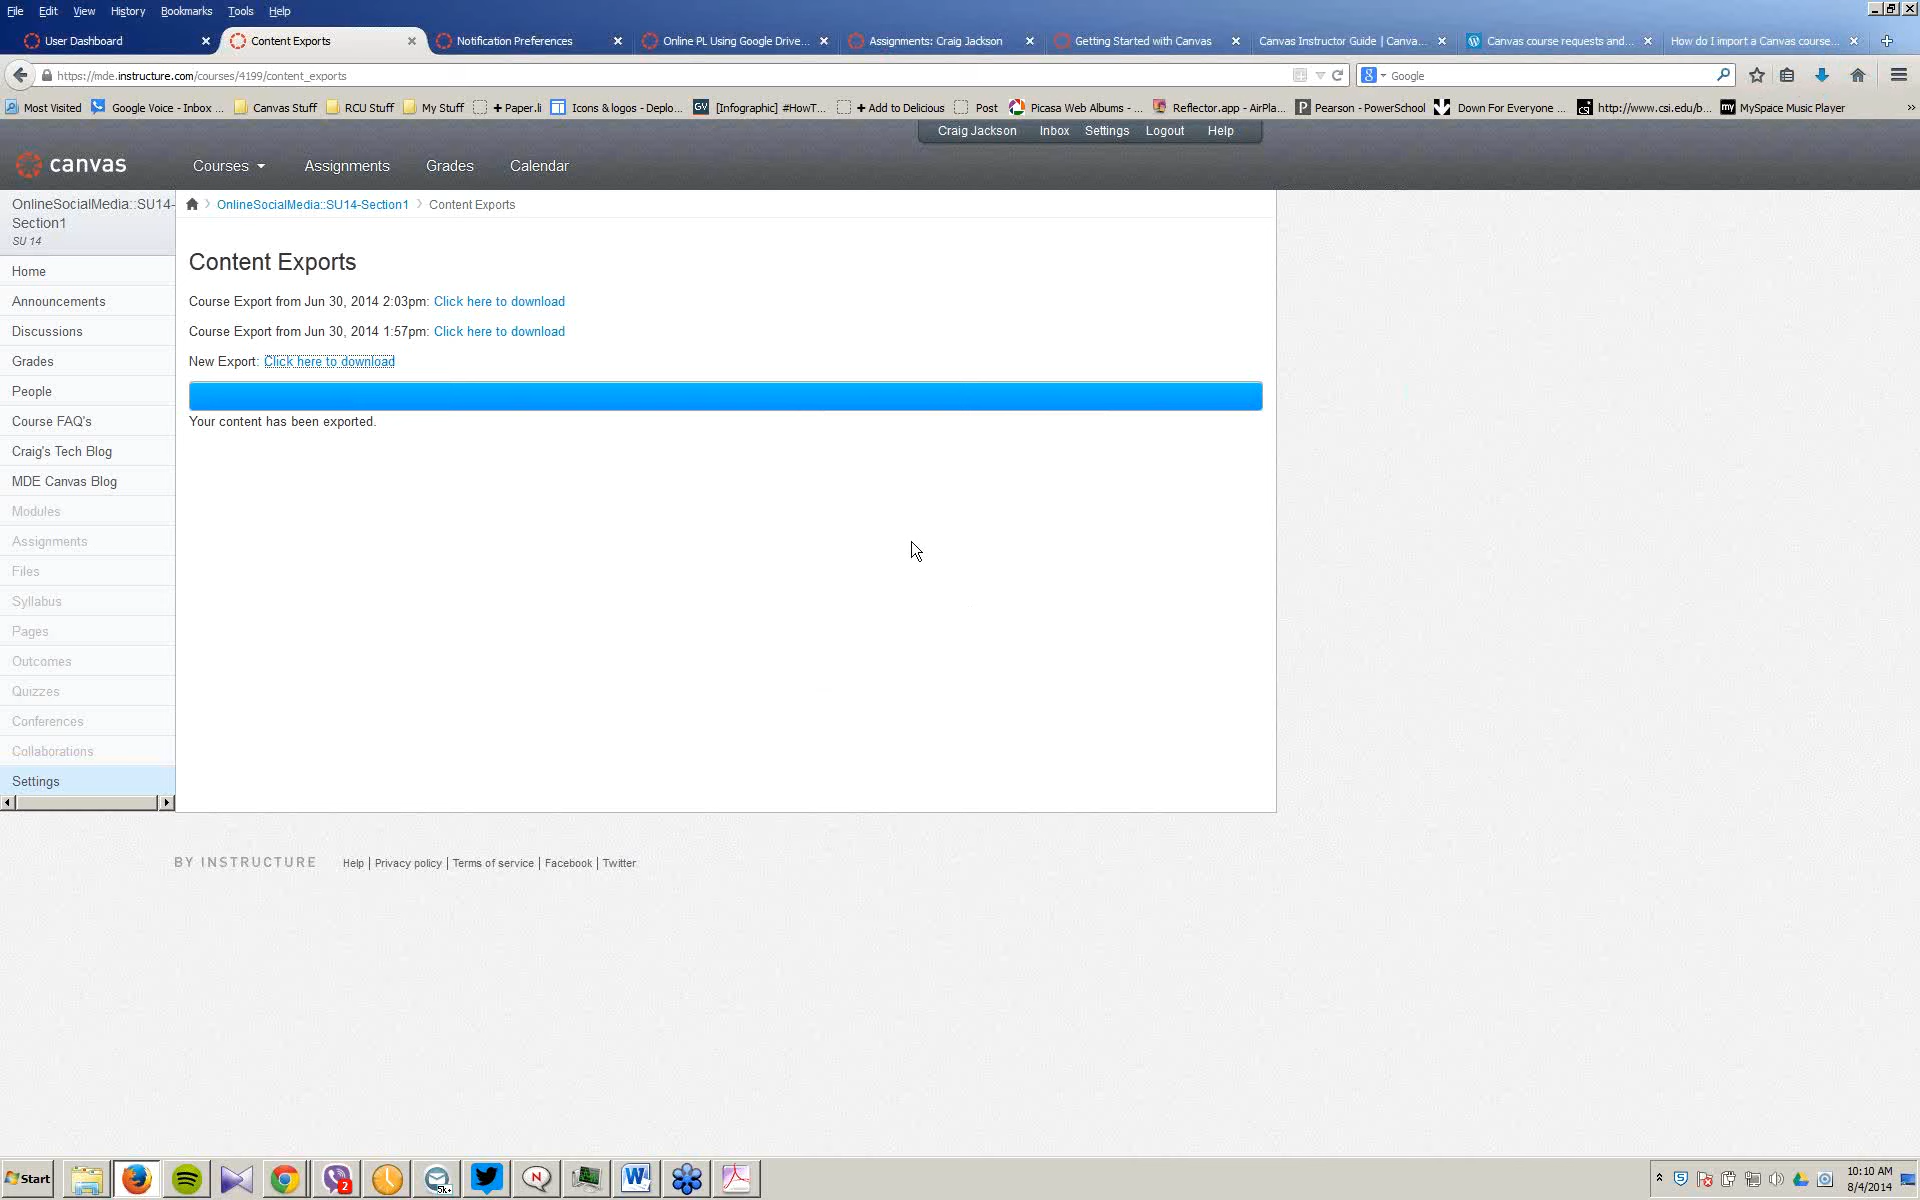 File Edit View History Bookmarks Tools Help
User Dashboard Content Exports Notification Preferences Online PL Using Google Drive... Assignments: Craig Jackson Getting Started with Canvas Canvas Instructor Guide | Canva... Canvas course requests and... How do I import a Canvas course...
https://mde.instructure.com/courses/4199/content_exports Google
Most Visited Google Voice - Inbox ... Canvas Stuff RCU Stuff My Stuff + Paper.li Icons & logos - Deplo... GV [Infographic] #HowT... + Add to Delicious Post Picasa Web Albums - ... Reflector.app - AirPla... Pearson - PowerSchool Down For Everyone ... csi http://www.csi.edu/b... my MySpace Music Player
Craig Jackson Inbox Settings Logout Help
canvas Courses Assignments Grades Calendar
OnlineSocialMedia::SU14-Section1
SU 14
OnlineSocialMedia::SU14-Section1 Content Exports
Home
Announcements
Discussions
Grades
People
Course FAQ's
Craig's Tech Blog
MDE Canvas Blog
Modules
Assignments
Files
Syllabus
Pages
Outcomes
Quizzes
Conferences
Collaborations
Settings
Content Exports
Course Export from Jun 30, 2014 2:03pm: Click here to download
Course Export from Jun 30, 2014 1:57pm: Click here to download
New Export: Click here to download
Your content has been exported.
BY INSTRUCTURE Help | Privacy policy | Terms of service | Facebook | Twitter
Start 2 5k+ N W 10:10 AM
8/4/2014